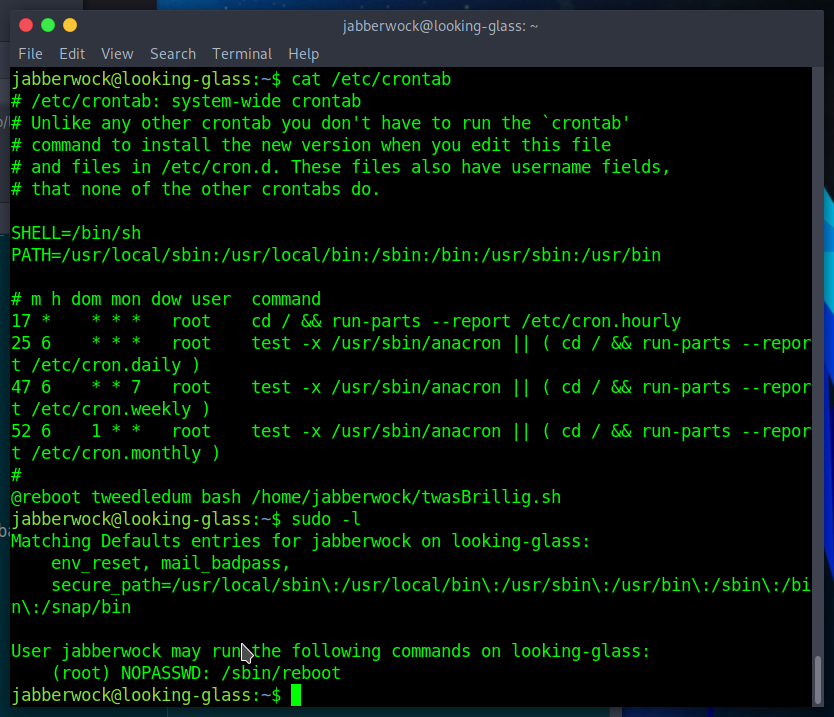 jabberwock@looking-glass: ~
File Edit View Search Terminal Help
jabberwock@looking-glass:~$ cat /etc/crontab
# /etc/crontab: system-wide crontab
# Unlike any other crontab you don't have to run the `crontab'
# command to install the new version when you edit this file
# and files in /etc/cron.d. These files also have username fields,
# that none of the other crontabs do.
SHELL=/bin/sh
PATH=/usr/local/sbin:/usr/local/bin:/sbin:/bin:/usr/sbin:/usr/bin
# m h dom mon dow user  command
17 *    * * *   root    cd / && run-parts --report /etc/cron.hourly
25 6    * * *   root    test -x /usr/sbin/anacron || ( cd / && run-parts --repor
t /etc/cron.daily )
47 6    * * 7   root    test -x /usr/sbin/anacron || ( cd / && run-parts --repor
t /etc/cron.weekly )
52 6    1 * *   root    test -x /usr/sbin/anacron || ( cd / && run-parts --repor
t /etc/cron.monthly )
#
@reboot tweedledum bash /home/jabberwock/twasBrillig.sh
jabberwock@looking-glass:~$ sudo -l
Matching Defaults entries for jabberwock on looking-glass:
    env_reset, mail_badpass,
    secure_path=/usr/local/sbin\:/usr/local/bin\:/usr/sbin\:/usr/bin\:/sbin\:/bi
n\:/snap/bin
User jabberwock may run the following commands on looking-glass:
    (root) NOPASSWD: /sbin/reboot
jabberwock@looking-glass:~$